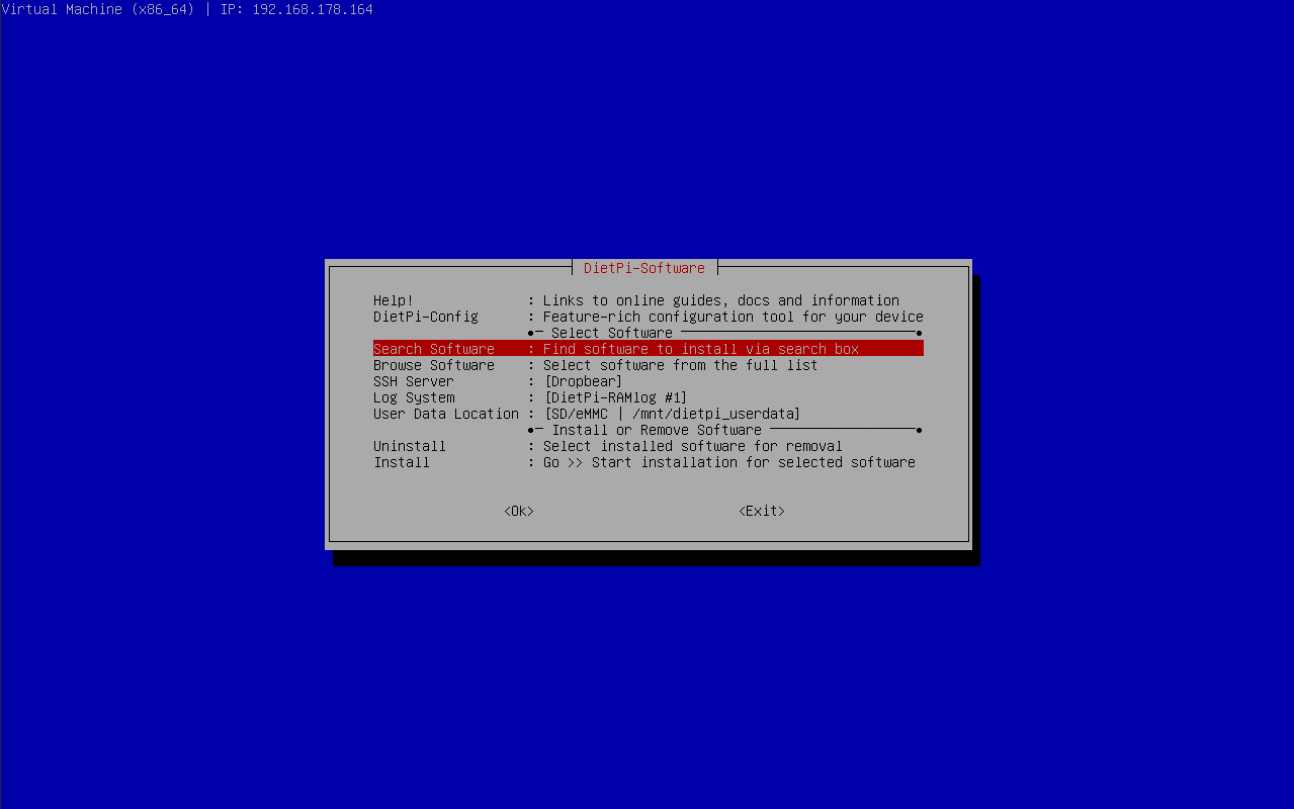 Virtual Machine (x86_64) | IP: 192.168.178.164
DietPi-Software
Help! : Links to online guides, docs and information
DietPi-Config : Feature-rich configuration tool for your device
●─ Select Software ─●
Search Software : Find software to install via search box
Browse Software : Select software from the full list
SSH Server : [Dropbear]
Log System : [DietPi-RAMlog #1]
User Data Location : [SD/eMMC | /mnt/dietpi_userdata]
●─ Install or Remove Software ─●
Uninstall : Select installed software for removal
Install : Go >> Start installation for selected software
<Ok> <Exit>